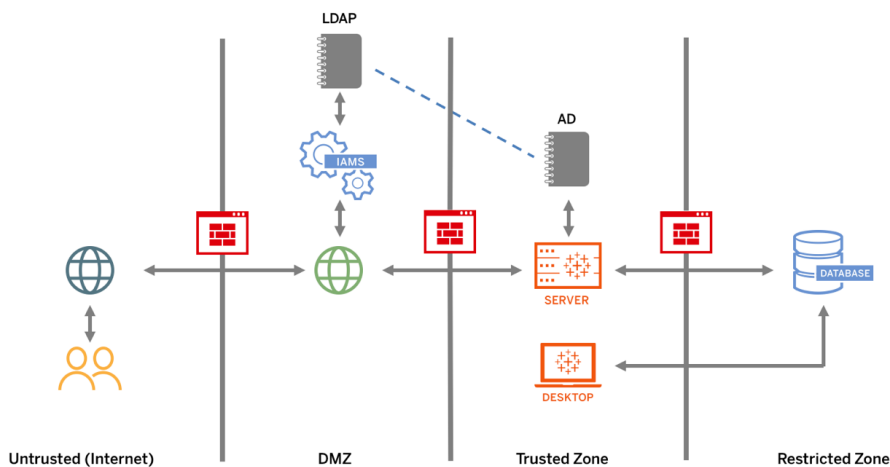 LDAP
AD
IAMS
SERVER
DATABASE
DESKTOP
Untrusted (Internet)
DMZ
Trusted Zone
Restricted Zone